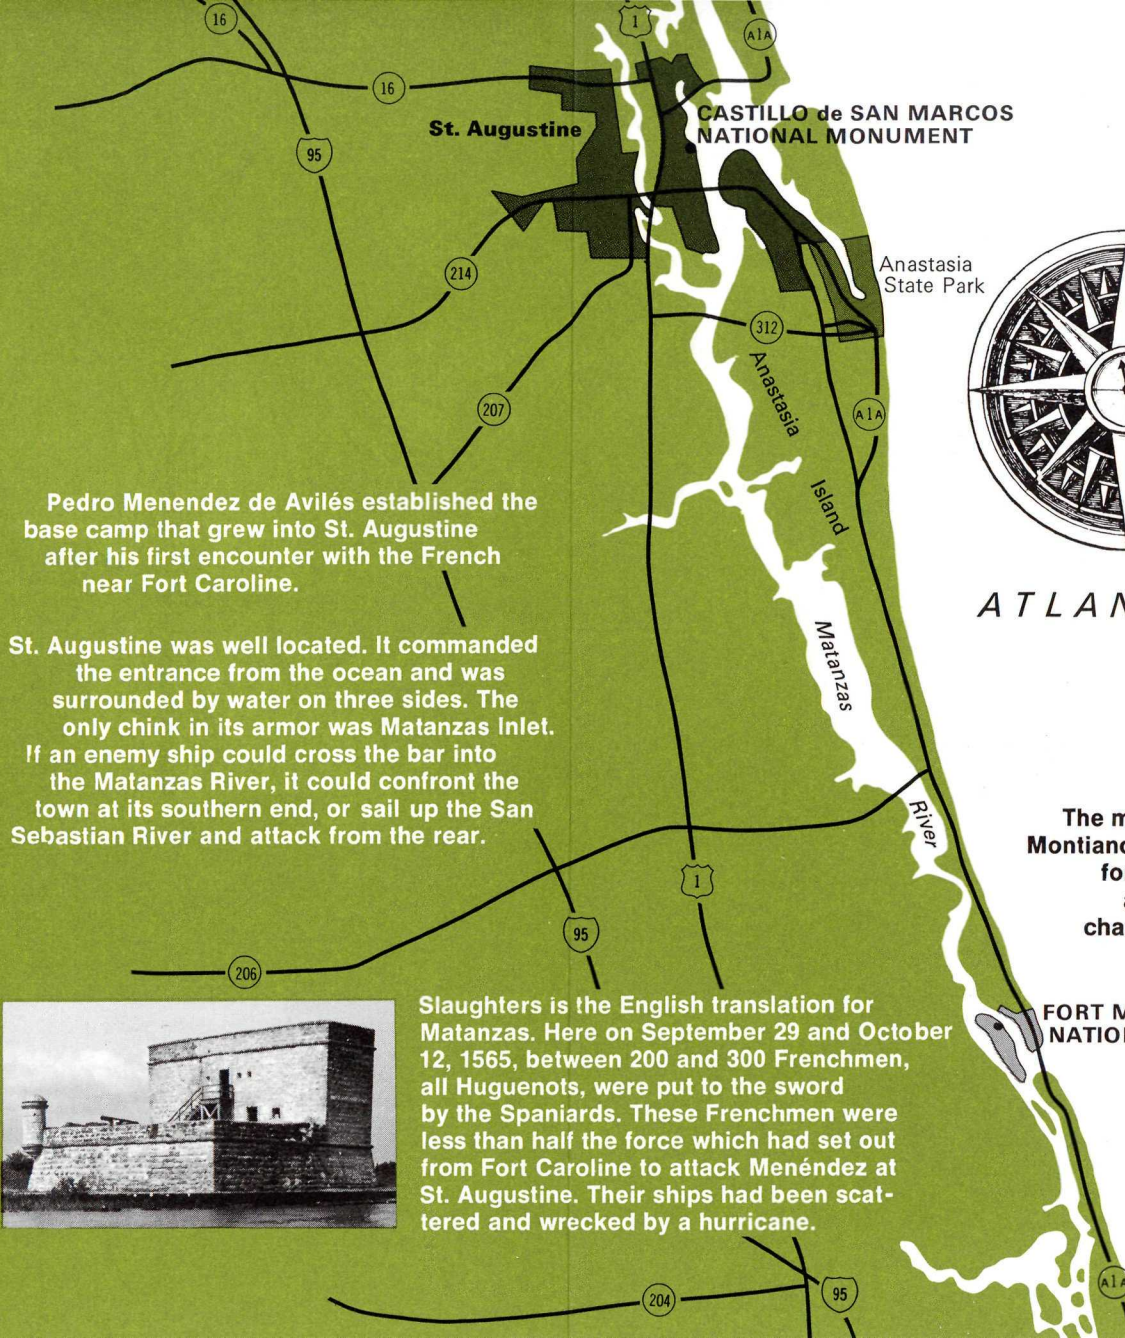 16
1
A1A
16
CASTILLO de SAN MARCOS
NATIONAL MONUMENT
St. Augustine
95
Anastasia
State Park
214
312
Anastasia
Island
207
A1A
Pedro Menendez de Avilés established the
base camp that grew into St. Augustine
after his first encounter with the French
near Fort Caroline.
ATLAN
St. Augustine was well located. It commanded
the entrance from the ocean and was
surrounded by water on three sides. The
only chink in its armor was Matanzas Inlet.
If an enemy ship could cross the bar into
the Matanzas River, it could confront the
town at its southern end, or sail up the San
Sebastian River and attack from the rear.
Matanzas
River
The m
Montiano
fo
cha
1
95
206
FORT M
NATIO
Slaughters is the English translation for
Matanzas. Here on September 29 and October
12, 1565, between 200 and 300 Frenchmen,
all Huguenots, were put to the sword
by the Spaniards. These Frenchmen were
less than half the force which had set out
from Fort Caroline to attack Menéndez at
St. Augustine. Their ships had been scat-
tered and wrecked by a hurricane.
A1A
204
95